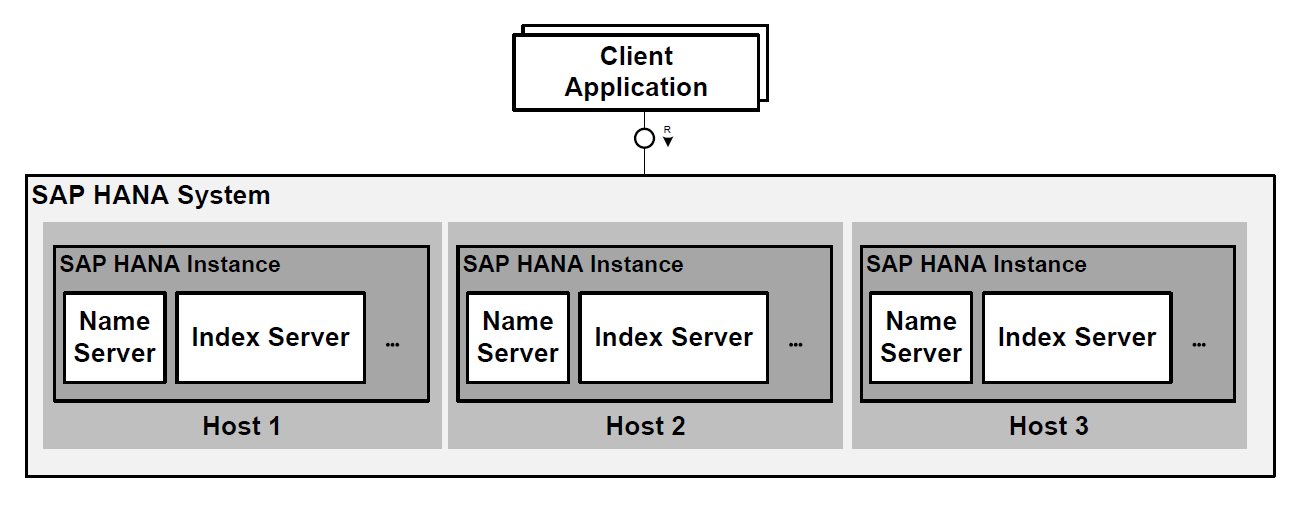 Client
Application
R
SAP HANA System
SAP HANA Instance
Name
Server
Index Server
...
Host 1
SAP HANA Instance
Name
Server
Index Server
...
Host 2
SAP HANA Instance
Name
Server
Index Server
...
Host 3